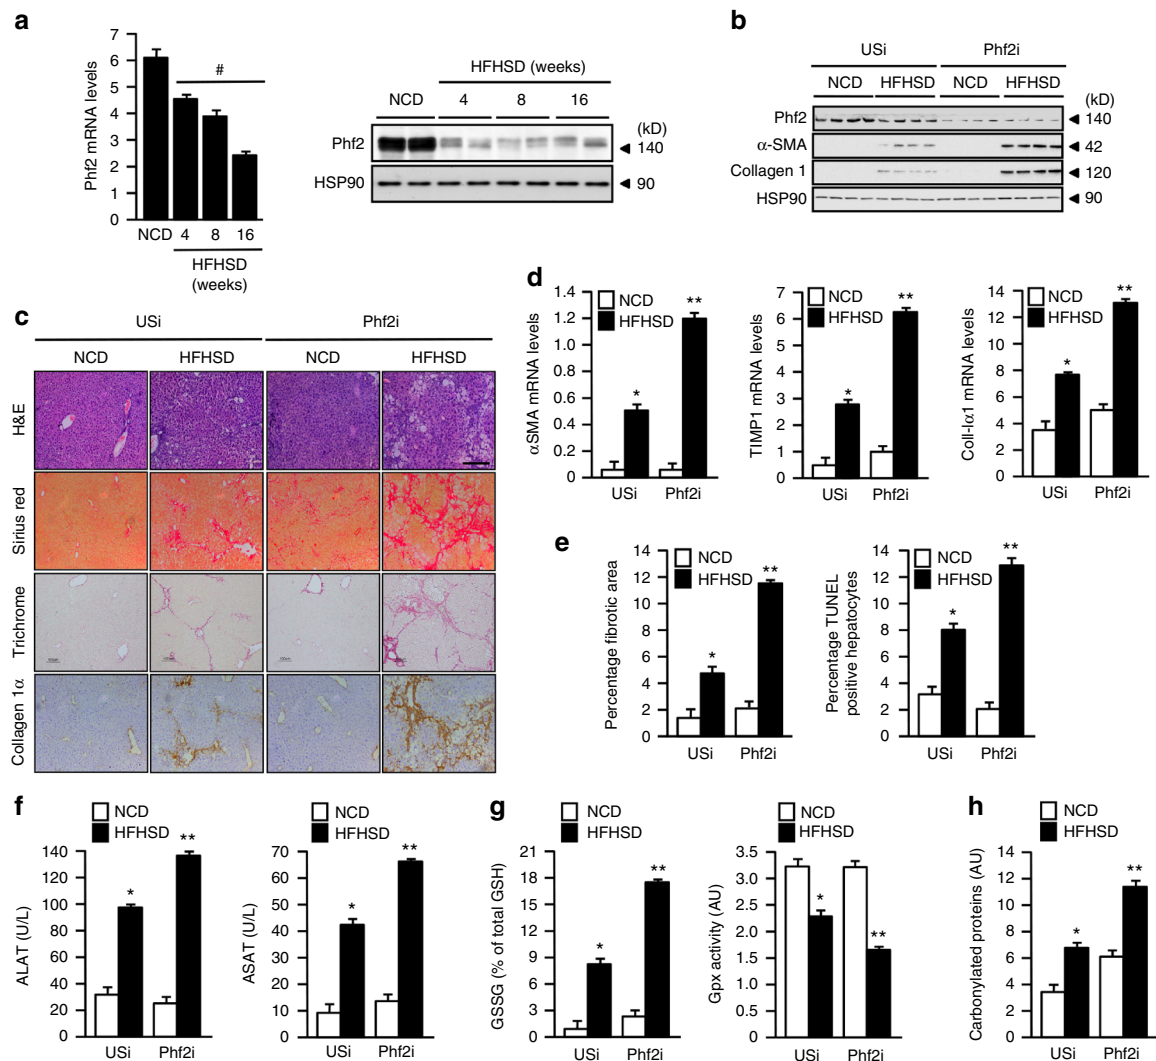 a
Phf2 mRNA levels
7
6
5
4
3
2
1
0
#
NCD 4 8 16
HFHSD
(weeks)
HFHSD (weeks)
NCD 4 8 16
(kD)
Phf2 140
HSP90 90
b
USi Phf2i
NCD HFHSD NCD HFHSD
(kD)
Phf2 140
α-SMA 42
Collagen 1 120
HSP90 90
c
USi Phf2i
NCD HFHSD NCD HFHSD
H&E
Sirius red
Trichrome
Collagen 1α
d
αSMA mRNA levels
1.4
1.2
1.0
0.8
0.6
0.4
0.2
0
NCD
HFHSD
*
**
USi Phf2i
TIMP1 mRNA levels
7
6
5
4
3
2
1
0
NCD
HFHSD
*
**
USi Phf2i
Coll-Iα1 mRNA levels
14
12
10
8
6
4
2
0
NCD
HFHSD
*
**
USi Phf2i
e
Percentage fibrotic area
14
12
10
8
6
4
2
0
NCD
HFHSD
*
**
USi Phf2i
Percentage TUNEL
positive hepatocytes
14
12
10
8
6
4
2
0
NCD
HFHSD
*
**
USi Phf2i
f
NCD
HFHSD
ALAT (U/L)
140
120
100
80
60
40
20
0
*
**
USi Phf2i
NCD
HFHSD
ASAT (U/L)
70
60
50
40
30
20
10
0
*
**
USi Phf2i
g
NCD
HFHSD
GSSG (% of total GSH)
21
18
15
12
9
6
3
0
*
**
USi Phf2i
NCD
HFHSD
Gpx activity (AU)
3.5
3.0
2.5
2.0
1.5
1.0
0.5
0
*
**
USi Phf2i
h
NCD
HFHSD
Carbonylated proteins (AU)
14
12
10
8
6
4
2
0
*
**
USi Phf2i